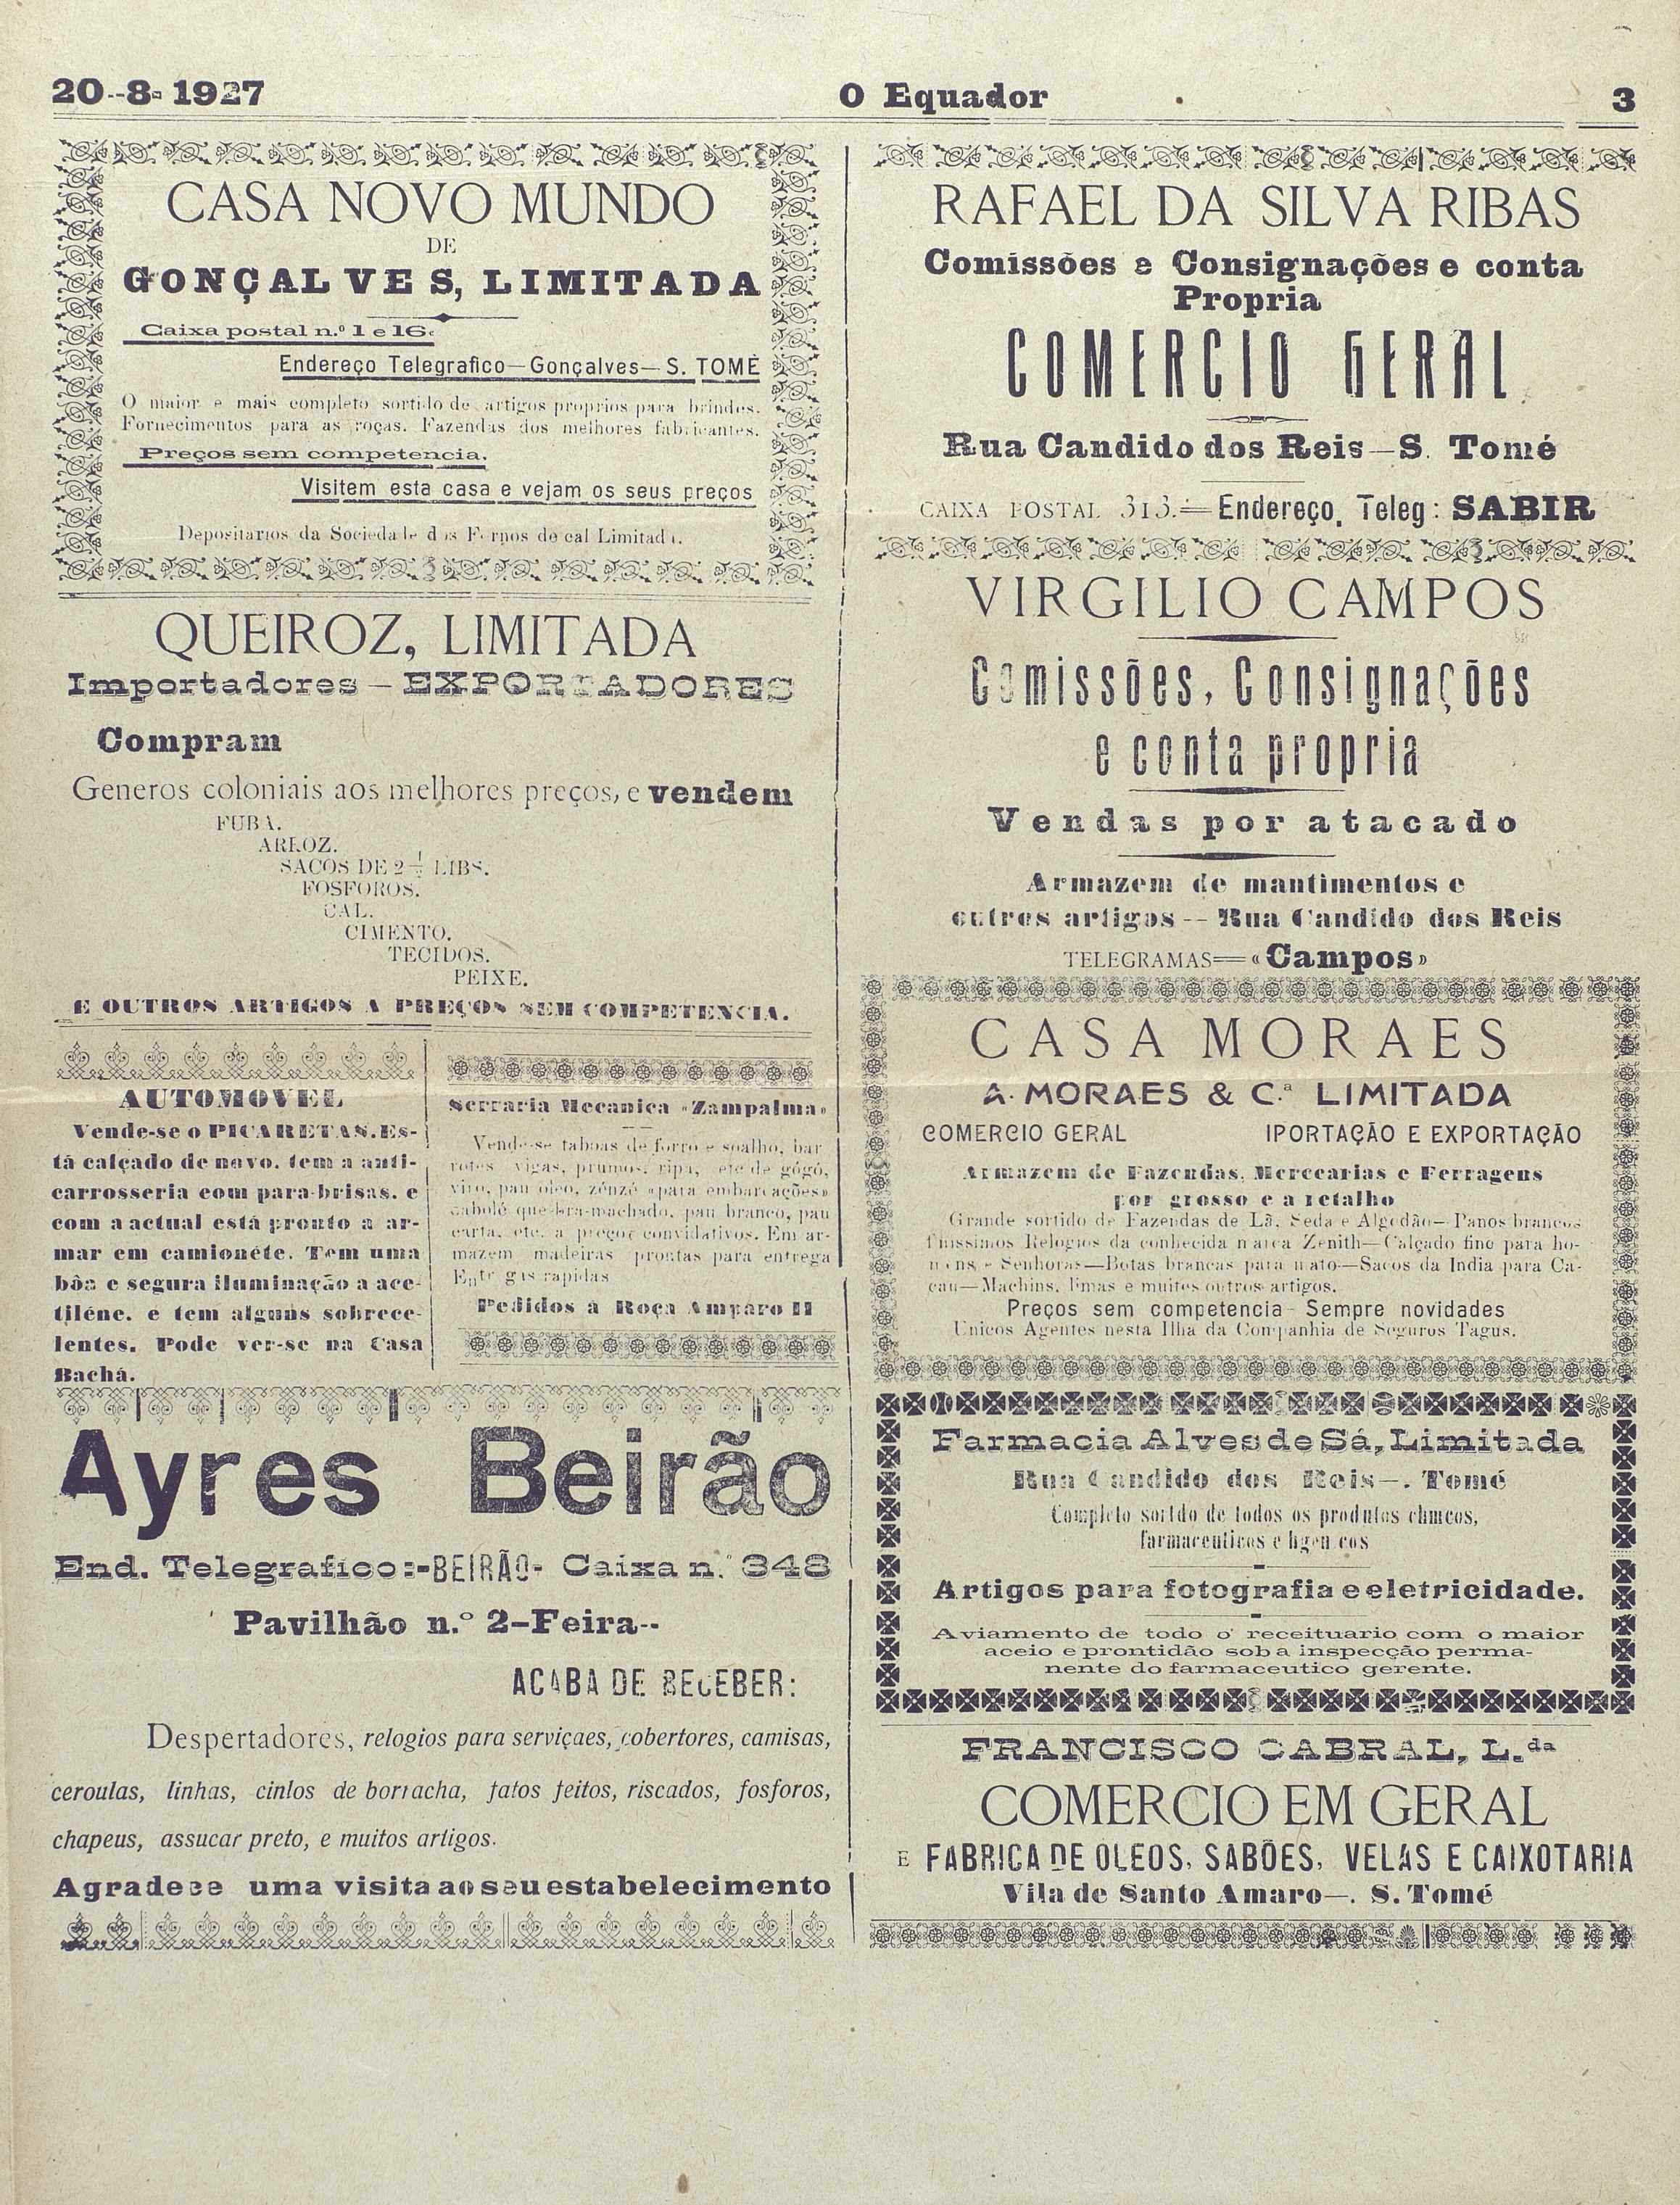 20--8-1927
O Equador
3
CASA NOVO MUNDO
DE
GONÇALVES, LIMITADA
Caixa postal n.º 1 e 16.
Endereço Telegrafico—Gonçalves—S. TOMÉ
O maior e mais completo sortido de artigos proprios para brindes.
Fornecimentos para as roças. Fazendas dos melhores fabricantes.
Preços sem competencia.
Visitem esta casa e vejam os seus preços
Depositarios da Sociedade dos Fornos de cal Limitada.
QUEIROZ, LIMITADA
Importadores — EXPORTADORES
Compram
Generos coloniais aos melhores preços, e vendem
FUBA.
ARROZ.
SACOS DE 2 ½ LIBS.
FOSFOROS.
CAL.
CIMENTO.
TECIDOS.
PEIXE.
E OUTROS ARTIGOS A PREÇOS SEM COMPETENCIA.
AUTOMOVEL
Vende-se o PICARETAS. Es-
tá calçado de novo. tem a anti-
carrosseria com para-brisas. e
com a actual está pronto a ar-
mar em camionéte. Tem uma
bôa e segura iluminação a ace-
tiléne. e tem alguns sobrece-
lentes. Pode ver-se na Casa
Bachá.
Serraria Mecanica «Zampalma»
Vende-se taboas de forro e soalho, bar
rotes vigas, prumos, ripa, etc de gógó,
viro, pau oleo, zénzé «para embarcações»
cabolé quebra-machado, pau branco, pau
carta, etc. a preços convidativos. Em ar-
mazem madeiras prontas para entrega
Entregas rapidas
Pedidos á Roça Amparo II
Ayres Beirão
End. Telegrafico:-BEIRÃO- Caixa n.º 348
Pavilhão n.º 2-Feira--
ACABA DE RECEBER:
Despertadores, relogios para serviçaes, cobertores, camisas,
ceroulas, linhas, cintos de borracha, fatos feitos, riscados, fosforos,
chapeus, assucar preto, e muitos artigos.
Agradece uma visita ao seu estabelecimento
RAFAEL DA SILVA RIBAS
Comissões e Consignações e conta
Propria
COMERCIO GERAL
Rua Candido dos Reis—S. Tomé
CAIXA POSTAL 313.=Endereço, Teleg: SABIR
VIRGILIO CAMPOS
Comissões, Consignações
e conta propria
Vendas por atacado
Armazem de mantimentos e
outros artigos -- Rua Candido dos Reis
TELEGRAMAS=«Campos»
CASA MORAES
A. MORAES & C.ª LIMITADA
COMERCIO GERAL IPORTAÇÃO E EXPORTAÇÃO
Armazem de Fazendas, Mercearias e Ferragens
por grosso e a retalho
Grande sortido de Fazendas de Lã, Seda e Algodão—Panos brancos
finissimos Relogios da conhecida marca Zenith—Calçado fino para ho-
mens e Senhoras—Botas brancas para mato—Sacos da India para Ca-
cau—Machins, limas e muitos outros artigos.
Preços sem competencia- Sempre novidades
Unicos Agentes nesta Ilha da Companhia de Seguros Tagus.
Farmacia Alves de Sá, Limitada
Rua Candido dos Reis—. Tomé
Completo sortdo de todos os produtos chmcos,
farmaceuticos e higen cos
Artigos para fotografia e eletricidade.
Aviamento de todo o receituario com o maior
aceio e prontidão sob a inspecção perma-
nente do farmaceutico gerente.
FRANCISCO CABRAL, L.da
COMERCIO EM GERAL
E FABRICA DE OLEOS, SABÕES, VELAS E CAIXOTARIA
Vila de Santo Amaro—. S. Tomé